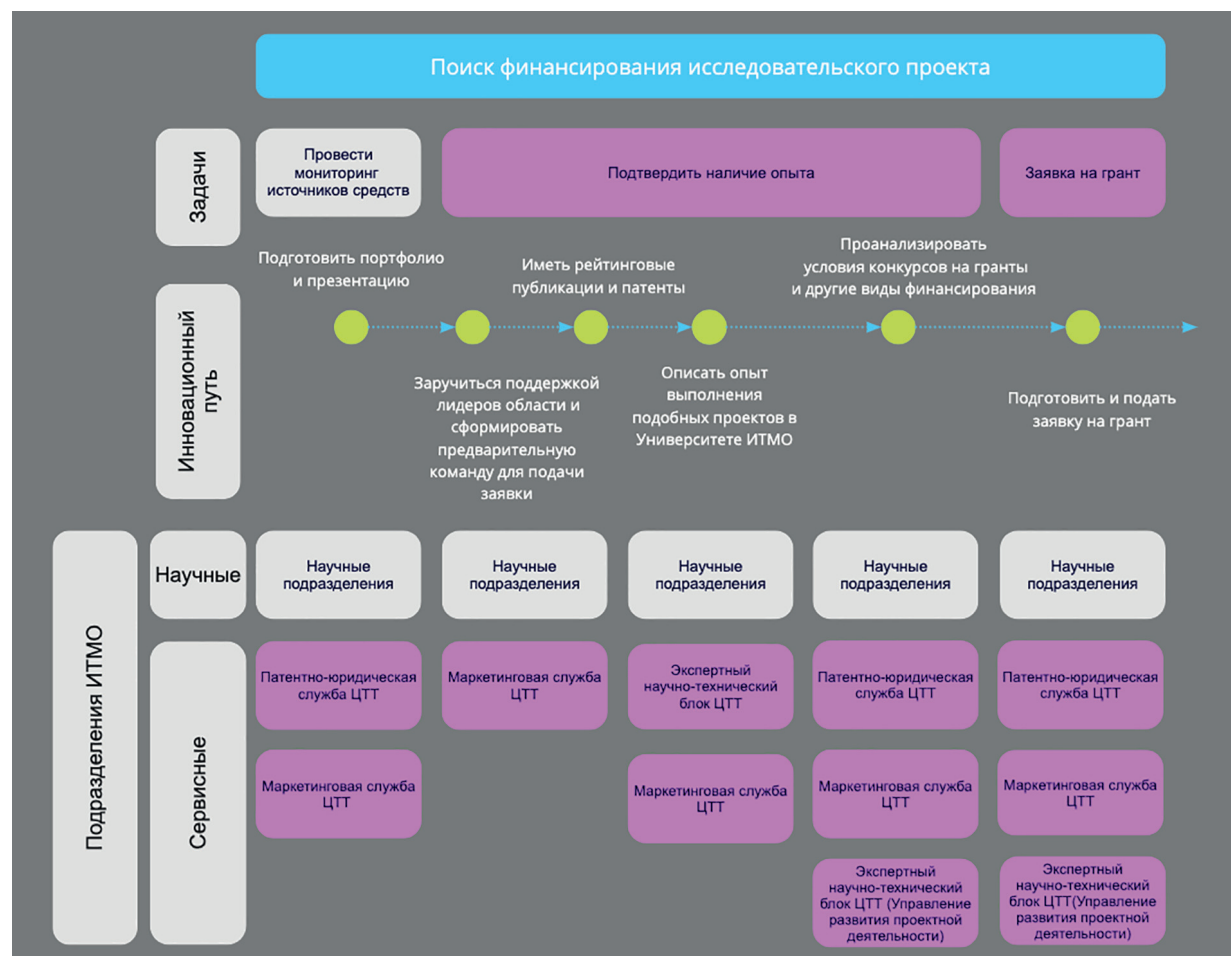 Поиск финансирования исследовательского проекта
Задачи
Провести
мониторинг
источников средств
Подтвердить наличие опыта
Заявка на грант
Инновационный
путь
Подготовить портфолио
и презентацию
Иметь рейтинговые
публикации и патенты
Проанализировать
условия конкурсов на гранты
и другие виды финансирования
Заручиться поддержкой
лидеров области и
сформировать
предварительную
команду для подачи
заявки
Описать опыт
выполнения
подобных проектов в
Университете ИТМО
Подготовить и подать
заявку на грант
Подразделения ИТМО
Научные
Научные
подразделения
Научные
подразделения
Научные
подразделения
Научные
подразделения
Научные
подразделения
Сервисные
Патентно-юридическая
служба ЦТТ
Маркетинговая служба
ЦТТ
Экспертный
научно-технический
блок ЦТТ
Патентно-юридическая
служба ЦТТ
Патентно-юридическая
служба ЦТТ
Маркетинговая служба
ЦТТ
Маркетинговая служба
ЦТТ
Маркетинговая служба
ЦТТ
Маркетинговая служба
ЦТТ
Экспертный
научно-технический
блок ЦТТ (Управление
развития проектной
деятельности)
Экспертный
научно-технический
блок ЦТТ(Управление
развития проектной
деятельности)